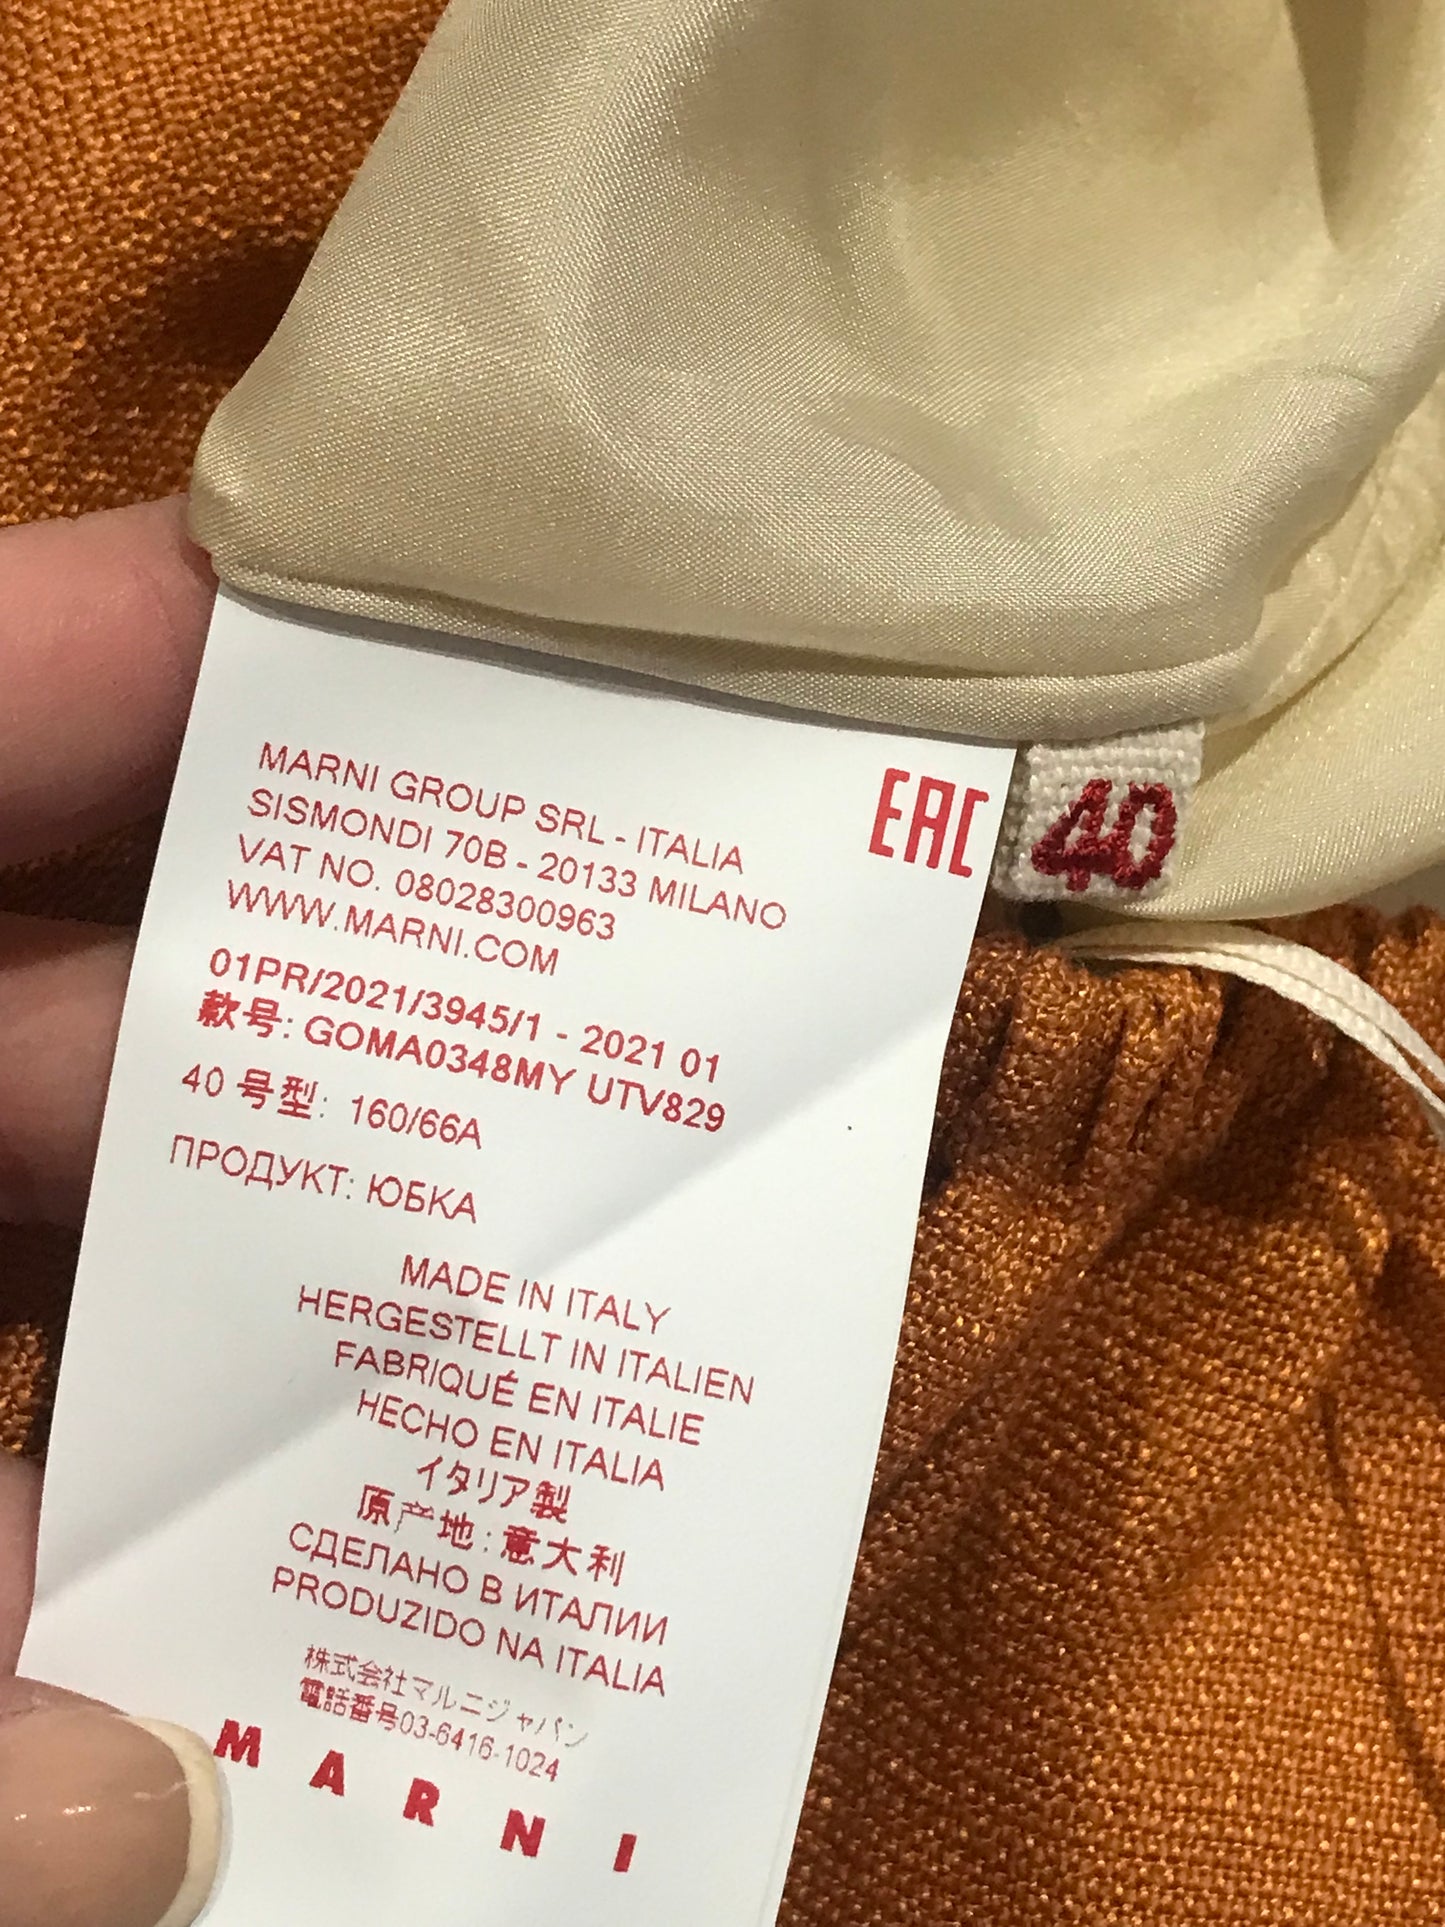 MARNI GROUP SRL - ITALIA
SISMONDI 70B - 20133 MILANO
VAT NO. 08028300963
WWW.MARNI.COM
EAC
40
01PR/2021/3945/1 - 2021 01
款号: GOMA0348MY UTV829
40 号型: 160/66A
ПРОДУКТ: ЮБКА
MADE IN ITALY
HERGESTELLT IN ITALIEN
FABRIQUÉ EN ITALIE
HECHO EN ITALIA
イタリア製
原产地: 意大利
СДЕЛАНО В ИТАЛИИ
PRODUZIDO NA ITALIA
株式会社マルニジャパン
電話番号03-6416-1024
MARNI